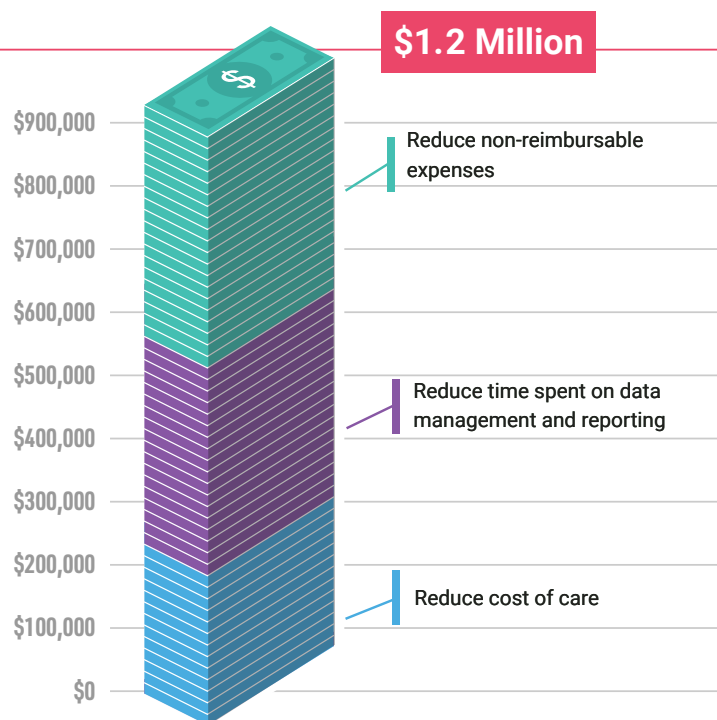 $1.2 Million
$900,000
Reduce non-reimbursable
expenses
$800,000
$700,000
$600,000
$500,000
Reduce time spent on data
management and reporting
$400,000
$300,000
$200,000
Reduce cost of care
$100,000
$0
$